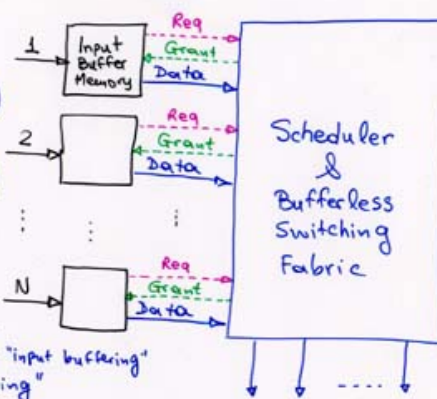 1
Input
Buffer
Memory
Req
Grant
Data
2
Req
Grant
Data
Scheduler
&
Bufferless
Switching
Fabric
N
Req
Grant
Data
"input buffering"
ing"